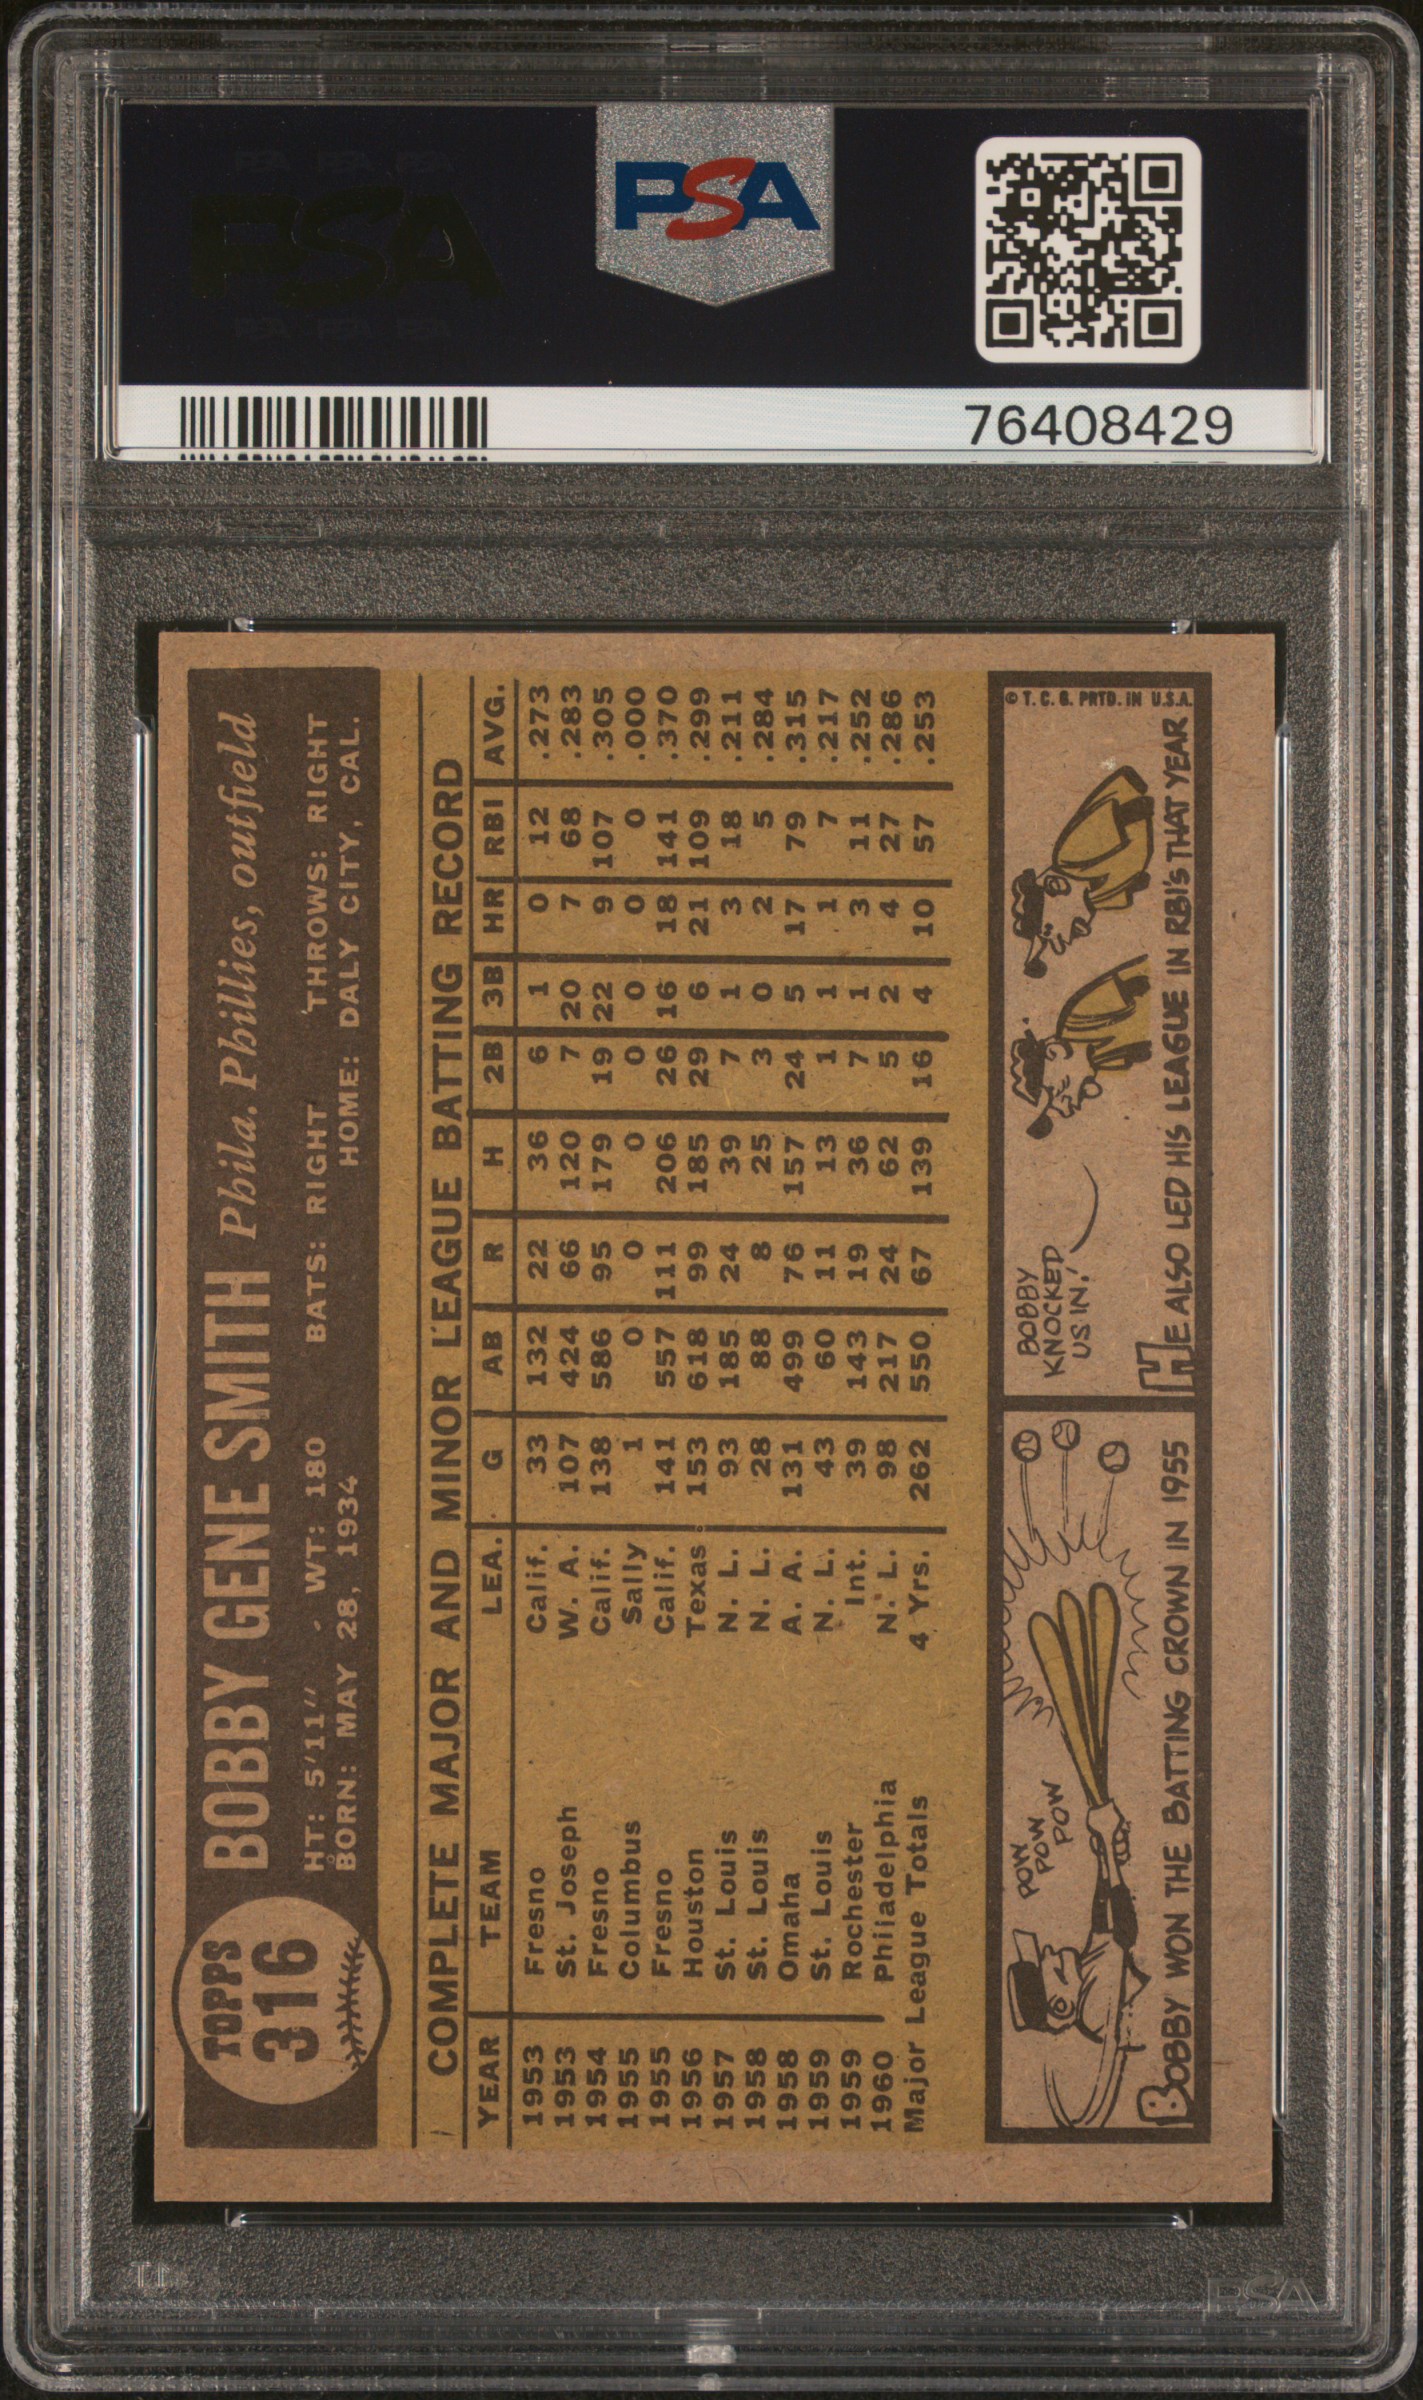 PSA
76408429
TOPPS
316
BOBBY GENE SMITH Phila. Phillies, outfield
HT: 5'11" WT: 180 BATS: RIGHT THROWS: RIGHT
BORN: MAY 28, 1934 HOME: DALY CITY, CAL.
COMPLETE MAJOR AND MINOR LEAGUE BATTING RECORD
YEAR TEAM LEA. G AB R H 2B 3B HR RBI AVG.
1953 Fresno Calif. 33 132 22 36 6 1 0 12 .273
1953 St. Joseph W. A. 107 424 66 120 7 20 7 68 .283
1954 Fresno Calif. 138 586 95 179 19 22 9 107 .305
1955 Columbus Sally 1 0 0 0 0 0 0 0 .000
1955 Fresno Calif. 141 557 111 206 26 16 18 141 .370
1956 Houston Texas 153 618 99 185 29 6 21 109 .299
1957 St. Louis N. L. 93 185 24 39 7 1 3 18 .211
1958 St. Louis N. L. 28 88 8 25 3 0 2 5 .284
1958 Omaha A. A. 131 499 76 157 24 5 17 79 .315
1959 St. Louis N. L. 43 60 11 13 1 1 1 7 .217
1959 Rochester Int. 39 143 19 36 7 1 3 11 .252
1960 Philadelphia N. L. 98 217 24 62 5 2 4 27 .286
Major League Totals 4 Yrs. 262 550 67 139 16 4 10 57 .253
POW
POW
POW
BOBBY WON THE BATTING CROWN IN 1955
BOBBY
KNOCKED
US IN!
HE ALSO LED HIS LEAGUE IN RBI'S THAT YEAR
© T. C. G. PRTD. IN U.S.A.
PSA